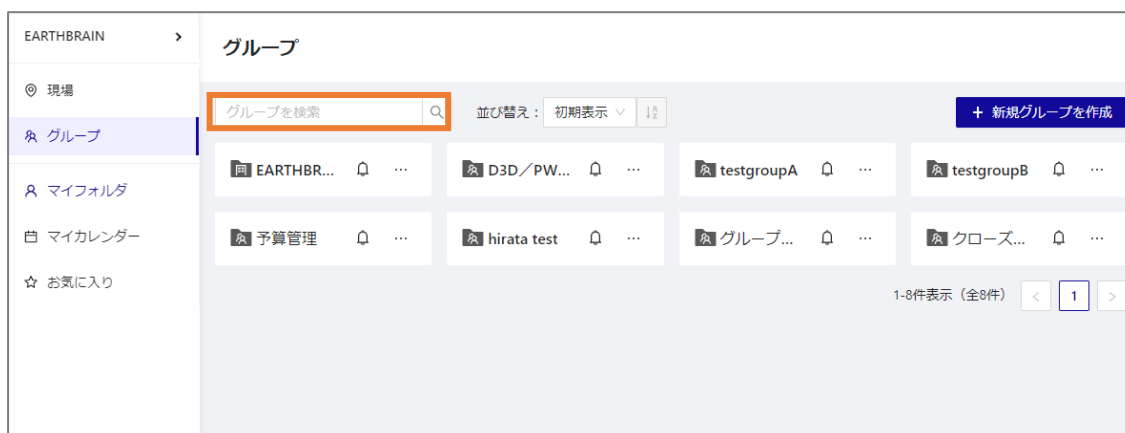 EARTHBRAIN
現場
グループ
マイフォルダ
マイカレンダー
お気に入り
グループ
グループを検索
並び替え： 初期表示
+ 新規グループを作成
EARTHBR... D3D／PW... testgroupA testgroupB
予算管理 hirata test グループ... クローズ...
1-8件表示（全8件） < 1 >